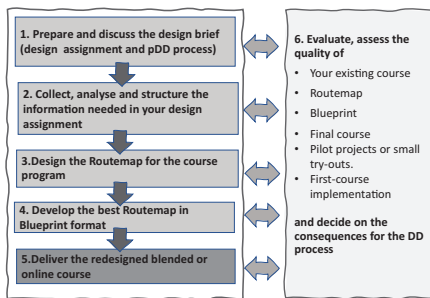 1. Prepare and discuss the design brief
(design assignment and pDD process)
2. Collect, analyse and structure the
information needed in your design
assignment
3.Design the Routemap for the course
program
4. Develop the best Routemap in
Blueprint format
5.Deliver the redesigned blended or
online course
6. Evaluate, assess the
quality of
• Your existing course
• Routemap
• Blueprint
• Final course
• Pilot projects or small
try-outs.
• First-course
implementation
and decide on the
consequences for the DD
process